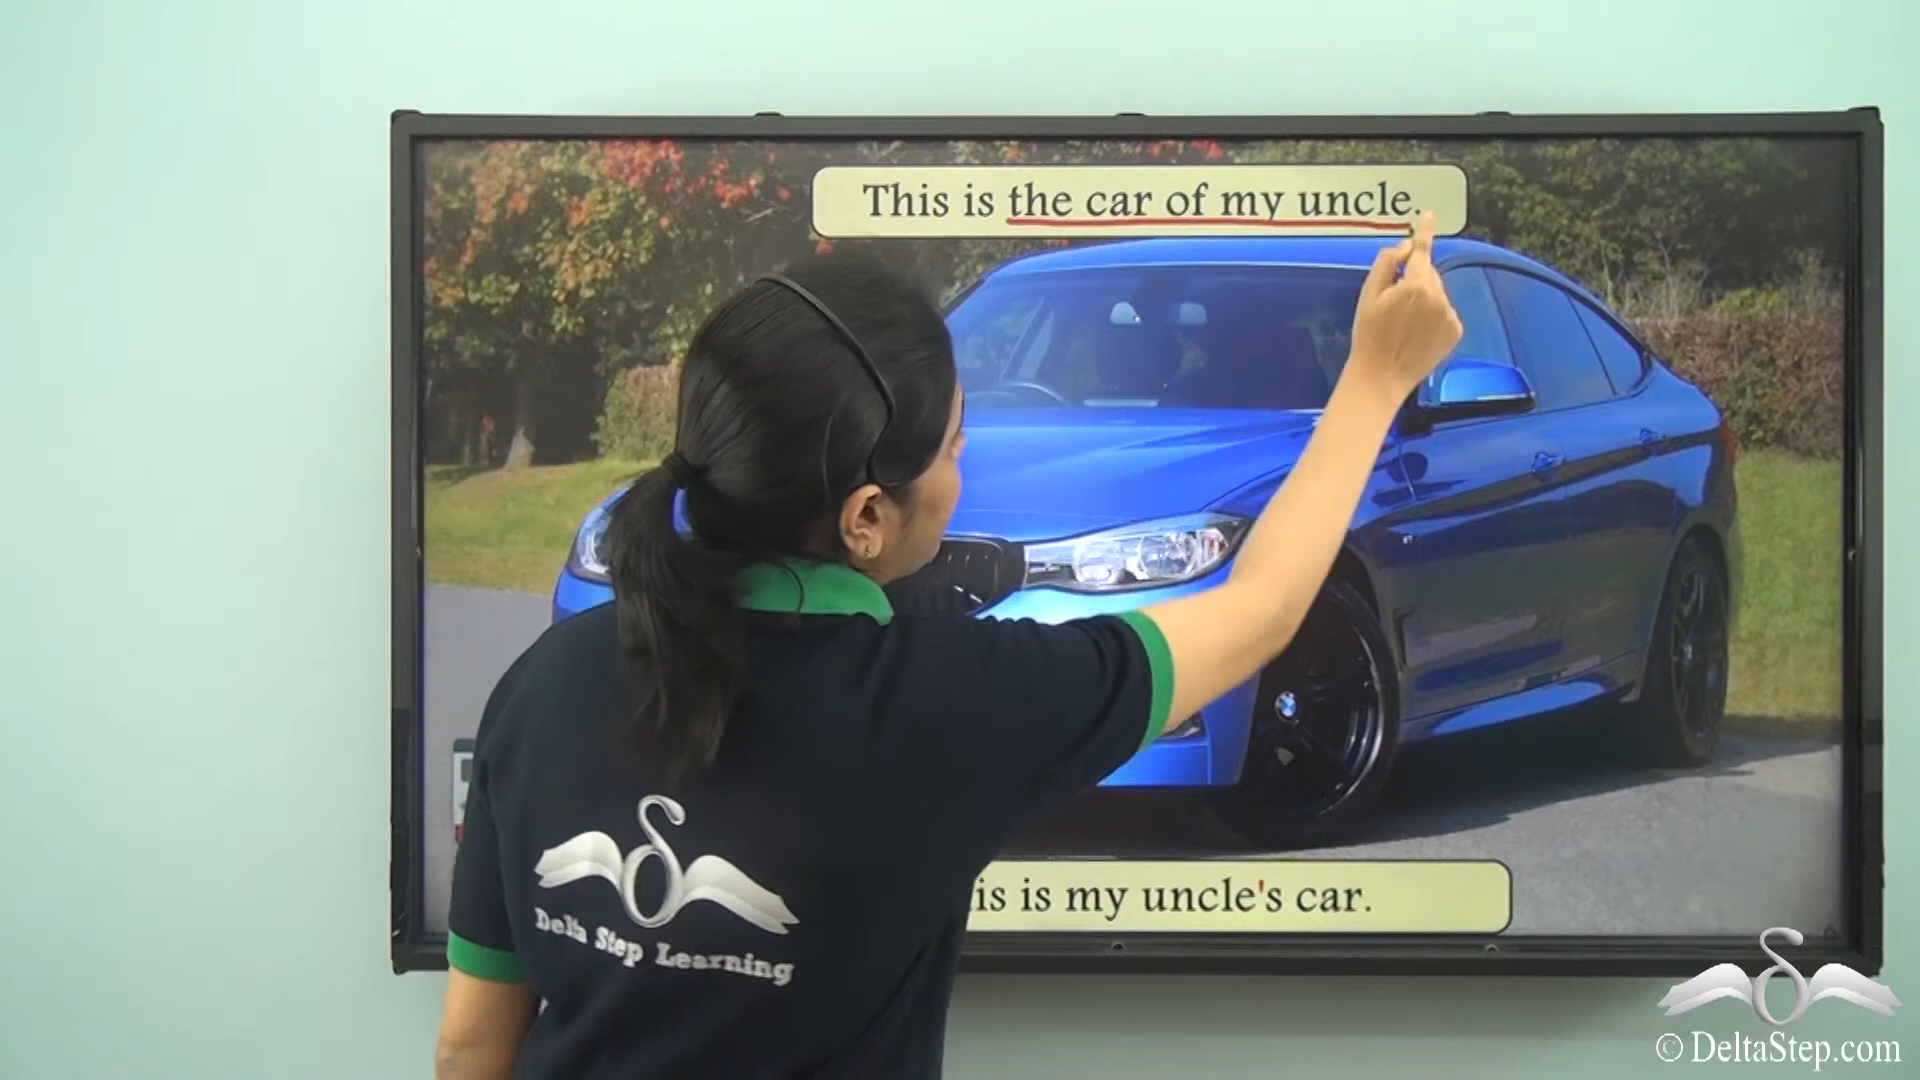 This is the car of my uncle.
is is my uncle's car.
Delta Step Learning
© DeltaStep.com